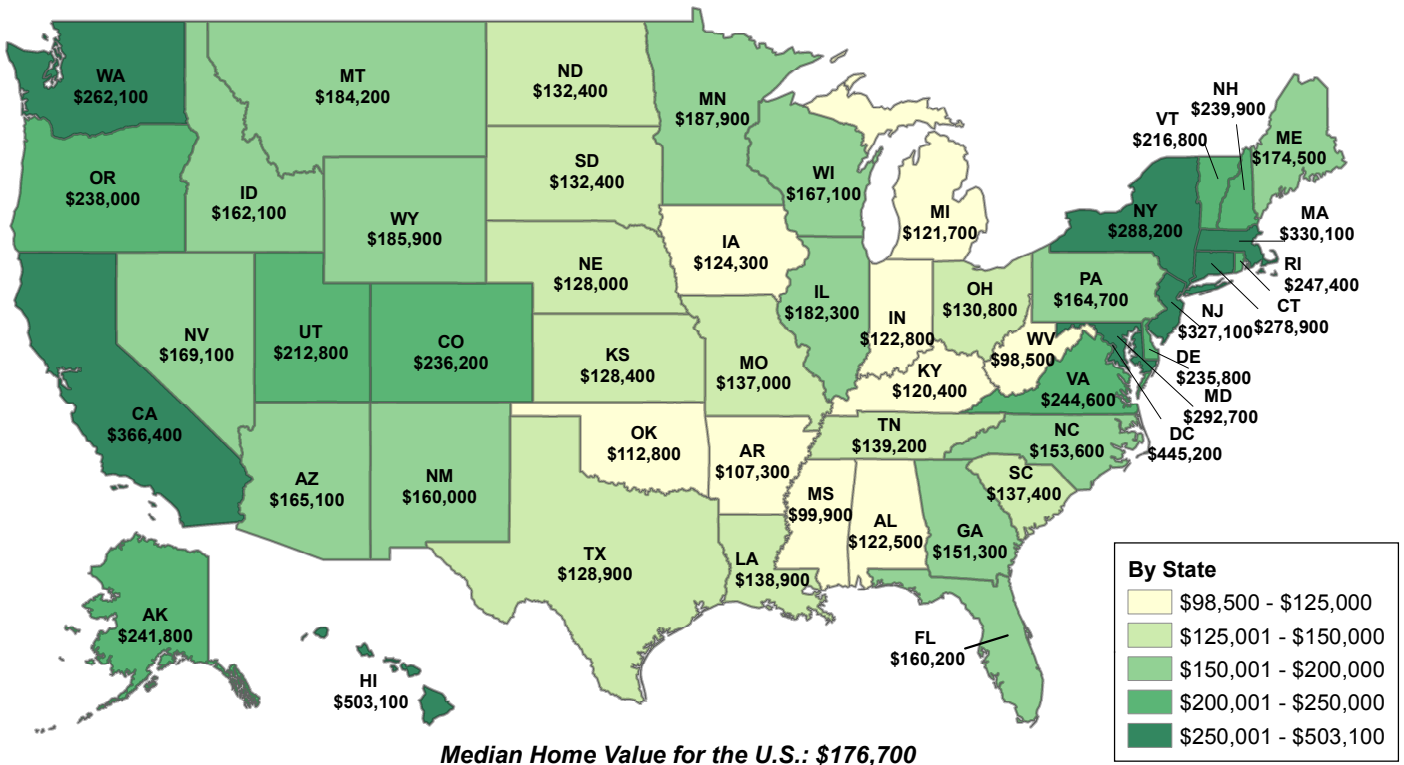 WA
$262,100
MT
$184,200
ND
$132,400
MN
$187,900
NH
$239,900
VT
$216,800
ME
$174,500
OR
$238,000
ID
$162,100
WY
$185,900
SD
$132,400
WI
$167,100
MI
$121,700
NY
$288,200
MA
$330,100
RI
$247,400
CT
$278,900
NJ
$327,100
IA
$124,300
NE
$128,000
PA
$164,700
OH
$130,800
IL
$182,300
IN
$122,800
NV
$169,100
UT
$212,800
CO
$236,200
KS
$128,400
MO
$137,000
WV
$98,500
KY
$120,400
VA
$244,600
DE
$235,800
MD
$292,700
DC
$445,200
CA
$366,400
AZ
$165,100
NM
$160,000
OK
$112,800
AR
$107,300
TN
$139,200
NC
$153,600
SC
$137,400
MS
$99,900
AL
$122,500
GA
$151,300
TX
$128,900
LA
$138,900
FL
$160,200
AK
$241,800
HI
$503,100
By State
$98,500 - $125,000
$125,001 - $150,000
$150,001 - $200,000
$200,001 - $250,000
$250,001 - $503,100
Median Home Value for the U.S.: $176,700